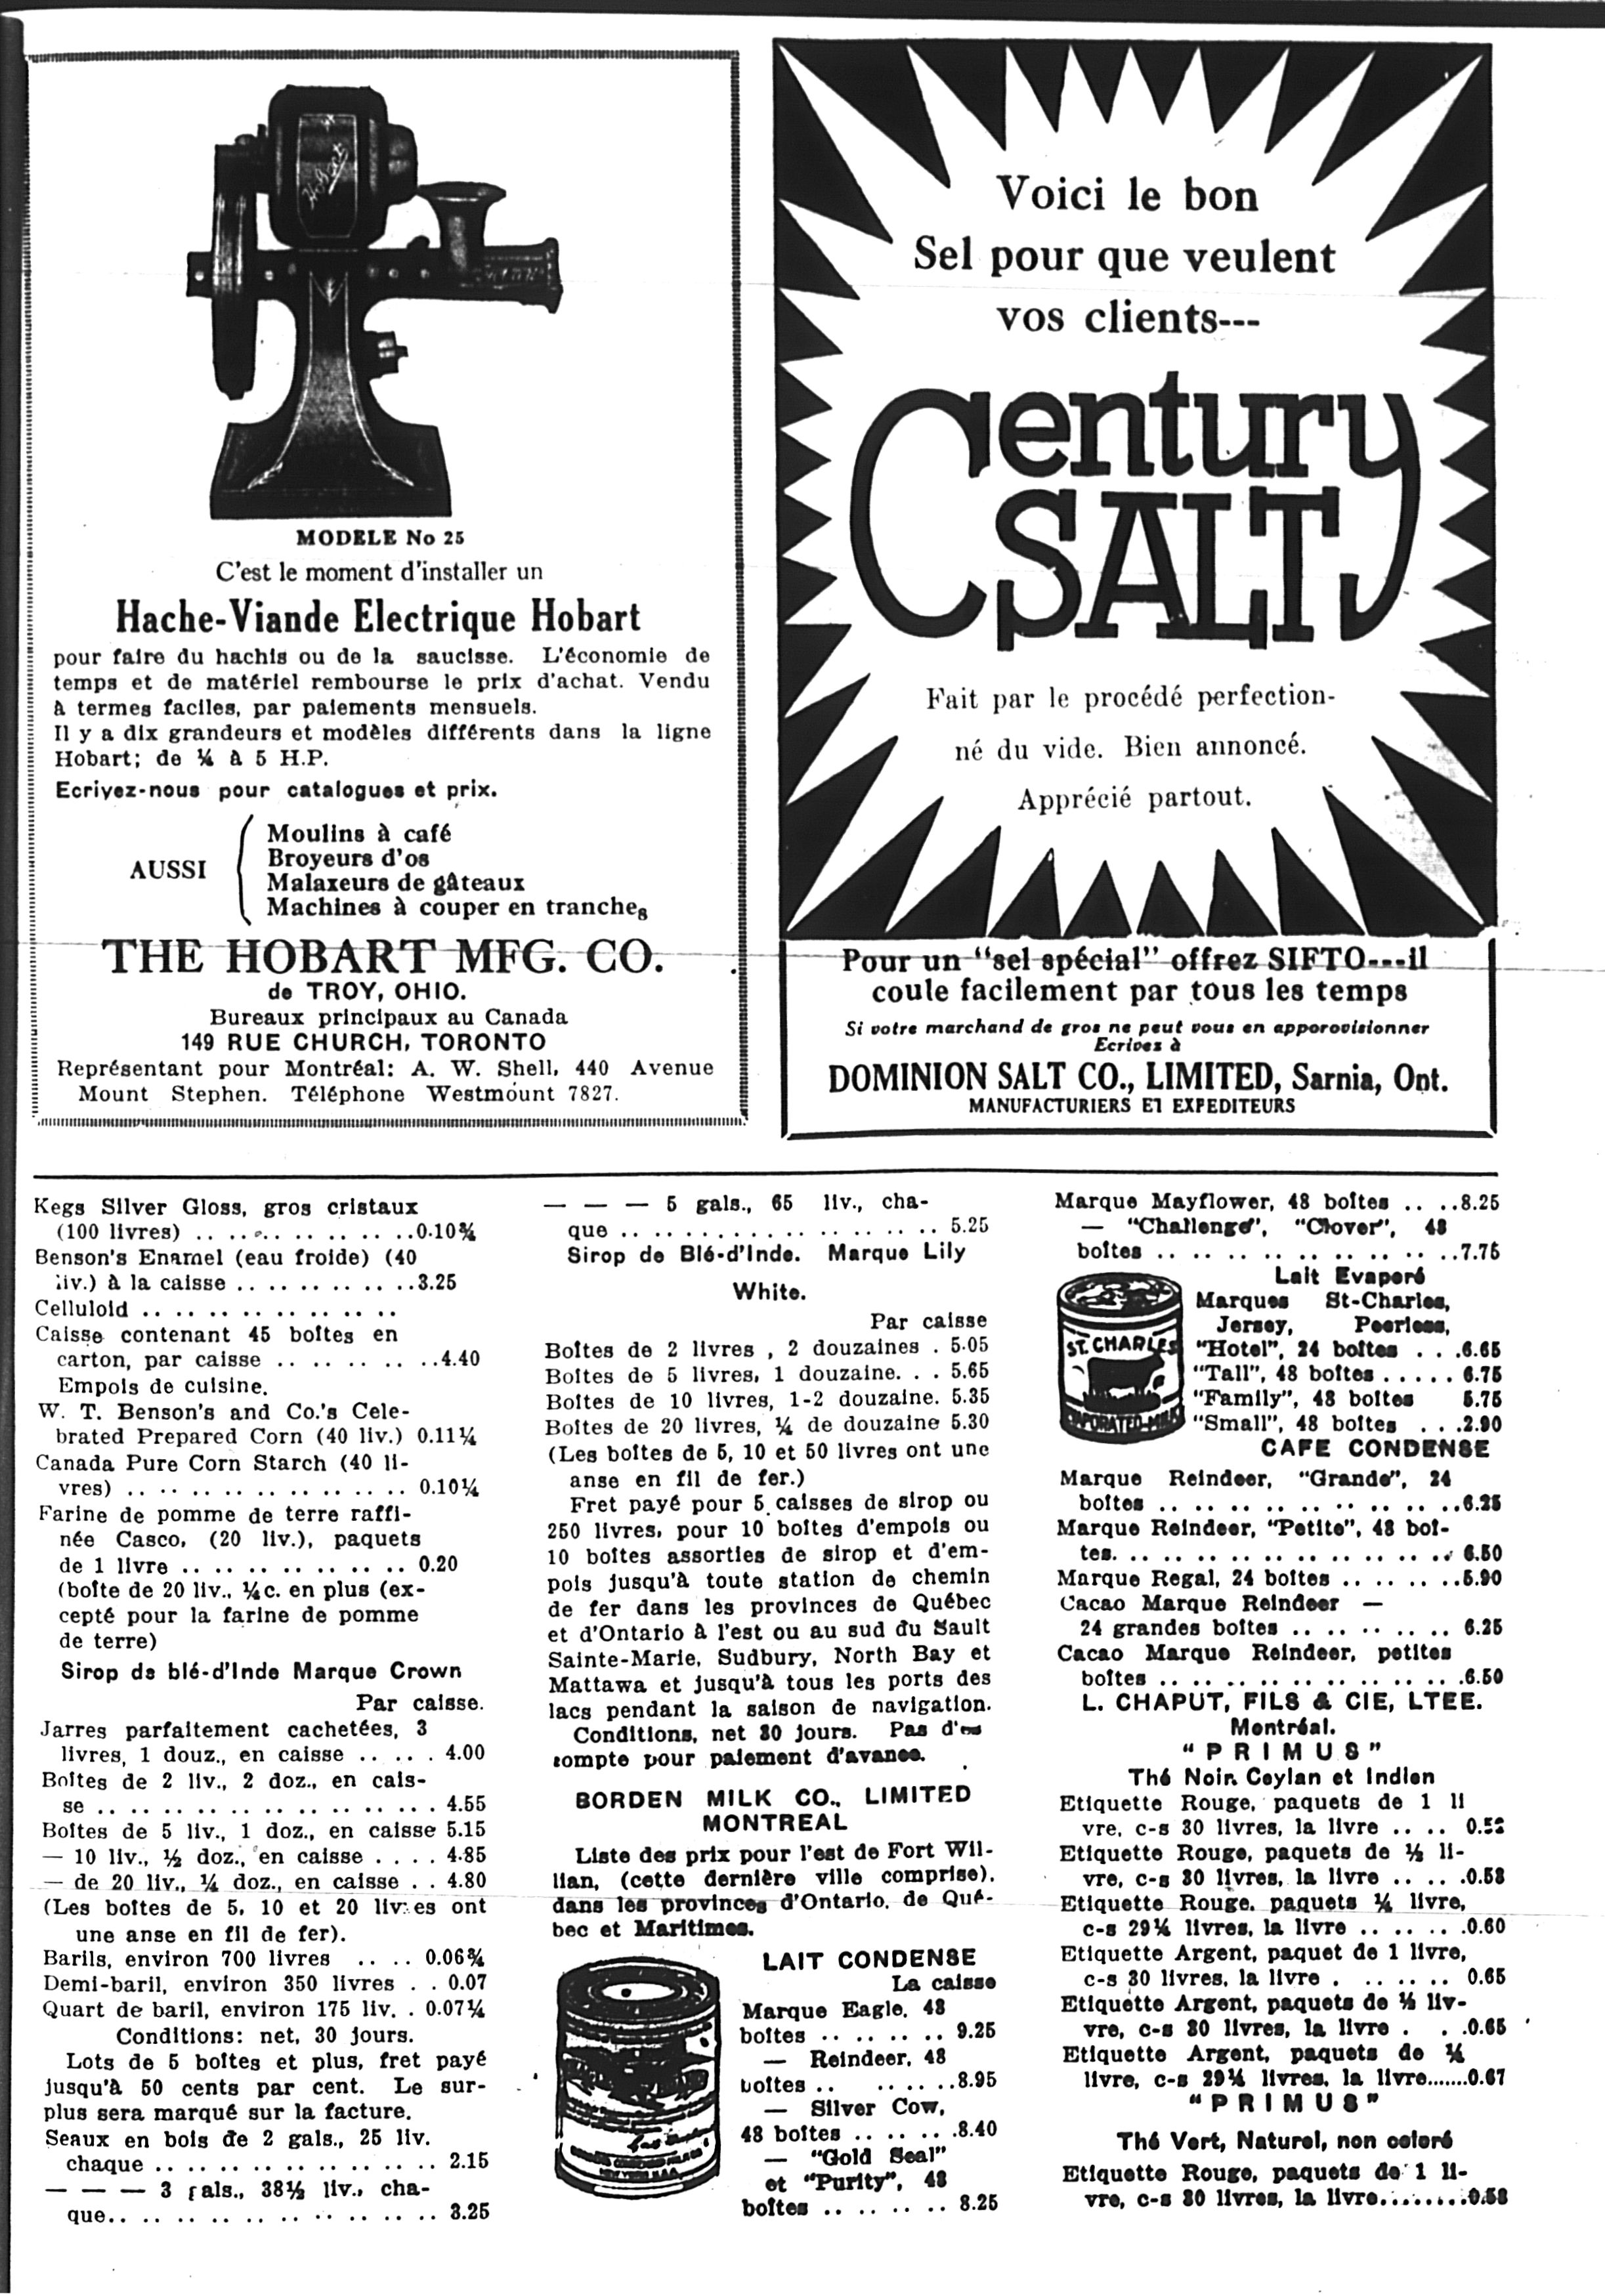 Hobart
MODELE No 25
C'est le moment d'installer un
Hache-Viande Electrique Hobart
pour faire du hachis ou de la saucisse. L'économie de
temps et de matériel rembourse le prix d'achat. Vendu
à termes faciles, par paiements mensuels.
Il y a dix grandeurs et modèles différents dans la ligne
Hobart; de ¼ à 5 H.P.
Ecrivez-nous pour catalogues et prix.
AUSSI
Moulins à café
Broyeurs d'os
Malaxeurs de gâteaux
Machines à couper en tranches
THE HOBART MFG. CO.
de TROY, OHIO.
Bureaux principaux au Canada
149 RUE CHURCH, TORONTO
Représentant pour Montréal: A. W. Shell, 440 Avenue
Mount Stephen. Téléphone Westmount 7827.
Voici le bon
Sel pour que veulent
vos clients---
Century
SALT
Fait par le procédé perfection-
né du vide. Bien annoncé.
Apprécié partout.
Pour un "sel spécial" offrez SIFTO---il
coule facilement par tous les temps
Si votre marchand de gros ne peut vous en apporovisionner
Ecrivez à
DOMINION SALT CO., LIMITED, Sarnia, Ont.
MANUFACTURIERS ET EXPEDITEURS
Kegs Silver Gloss, gros cristaux
(100 livres) .. .. .. .. .. .. .. ..0.10¾
Benson's Enamel (eau froide) (40
liv.) à la caisse .. .. .. .. .. .. ..3.25
Celluloid .. .. .. .. .. .. .. .. .. ..
Caisse contenant 45 boîtes en
carton, par caisse .. .. .. .. .. ..4.40
Empois de cuisine.
W. T. Benson's and Co.'s Cele-
brated Prepared Corn (40 liv.) 0.11¼
Canada Pure Corn Starch (40 li-
vres) .. .. .. .. .. .. .. .. .. .. .. 0.10¼
Farine de pomme de terre raffi-
née Casco, (20 liv.), paquets
de 1 livre .. .. .. .. .. .. .. .. .. 0.20
(boîte de 20 liv., ¼c. en plus (ex-
cepté pour la farine de pomme
de terre)
Sirop de blé-d'Inde Marque Crown
Par caisse.
Jarres parfaitement cachetées, 3
livres, 1 douz., en caisse .. .. . 4.00
Boîtes de 2 liv., 2 doz., en cais-
se .. .. .. .. .. .. .. .. .. .. .. .. . 4.55
Boîtes de 5 liv., 1 doz., en caisse 5.15
— 10 liv., ½ doz., en caisse .. .. 4.85
— de 20 liv., ¼ doz., en caisse . . 4.80
(Les boîtes de 5, 10 et 20 livres ont
une anse en fil de fer).
Barils, environ 700 livres .. .. 0.06¾
Demi-baril, environ 350 livres . . 0.07
Quart de baril, environ 175 liv. . 0.07¼
Conditions: net, 30 jours.
Lots de 5 boîtes et plus, fret payé
jusqu'à 50 cents par cent. Le sur-
plus sera marqué sur la facture.
Seaux en bois de 2 gals., 25 liv.
chaque .. .. .. .. .. .. .. .. .. .. 2.15
— — — 3 gals., 38½ liv., cha-
que.. .. .. .. .. .. .. .. .. .. .. .. 3.25
— — — 5 gals., 65 liv., cha-
que .. .. .. .. .. .. .. .. .. .. .. .. 5.25
Sirop de Blé-d'Inde. Marque Lily
White.
Par caisse
Boîtes de 2 livres , 2 douzaines . 5.05
Boîtes de 5 livres, 1 douzaine. . . 5.65
Boîtes de 10 livres, 1-2 douzaine. 5.35
Boîtes de 20 livres, ¼ de douzaine 5.30
(Les boîtes de 5, 10 et 50 livres ont une
anse en fil de fer.)
Fret payé pour 5 caisses de sirop ou
250 livres, pour 10 boîtes d'empois ou
10 boîtes assorties de sirop et d'em-
pois jusqu'à toute station de chemin
de fer dans les provinces de Québec
et d'Ontario à l'est ou au sud du Sault
Sainte-Marie, Sudbury, North Bay et
Mattawa et jusqu'à tous les ports des
lacs pendant la saison de navigation.
Conditions, net 30 jours. Pas d'es
compte pour paiement d'avance.
BORDEN MILK CO., LIMITED
MONTREAL
Liste des prix pour l'est de Fort Wil-
lian, (cette dernière ville comprise),
dans les provinces d'Ontario, de Qué-
bec et Maritimes.
LAIT CONDENSE
La caisse
Marque Eagle, 48
boîtes .. .. .. .. .. 9.25
— Reindeer, 48
boîtes .. .. .. ..8.95
— Silver Cow,
48 boîtes .. .. .. .8.40
— "Gold Seal"
et "Purity", 48
boîtes .. .. .. .. .. 8.25
Marque Mayflower, 48 boîtes .. ..8.25
— "Challenge", "Clover", 48
boîtes .. .. .. .. .. .. .. .. .. .. ..7.75
Lait Evaporé
ST. CHARLES
EVAPORATED-MILK
Marques St-Charles,
Jersey, Peerless,
"Hotel", 24 boîtes . . .6.65
"Tall", 48 boîtes ..... 6.75
"Family", 48 boîtes 5.75
"Small", 48 boîtes . . .2.90
CAFE CONDENSE
Marque Reindeer, "Grande", 24
boîtes .. .. .. .. .. .. .. .. .. .. ..6.25
Marque Reindeer, "Petite", 48 boî-
tes. .. .. .. .. .. .. .. .. .. .. .. .. 6.50
Marque Regal, 24 boîtes .. .. .. ..5.90
Cacao Marque Reindeer —
24 grandes boîtes .. .. .. .. .. .. 6.25
Cacao Marque Reindeer, petites
boîtes .. .. .. .. .. .. .. .. .. .. ..6.50
L. CHAPUT, FILS & CIE, LTEE.
Montréal.
"PRIMUS"
Thé Noir. Ceylan et Indien
Etiquette Rouge, paquets de 1 li
vre, c-s 30 livres, la livre .. ..
Etiquette Rouge, paquets de ½ li-
vre, c-s 30 livres, la livre .. .. .0.58
Etiquette Rouge, paquets ¼ livre,
c-s 29¼ livres, la livre .. .. .. .0.60
Etiquette Argent, paquet de 1 livre,
c-s 30 livres, la livre . .. .. .. 0.65
Etiquette Argent, paquets de ½ liv-
vre, c-s 30 livres, la livre . . .0.65
Etiquette Argent, paquets de ¼
livre, c-s 29¼ livres, la livre.......0.67
"PRIMUS"
Thé Vert, Naturel, non coloré
Etiquette Rouge, paquets de 1 li-
vre, c-s 30 livres, la livre.........0.58